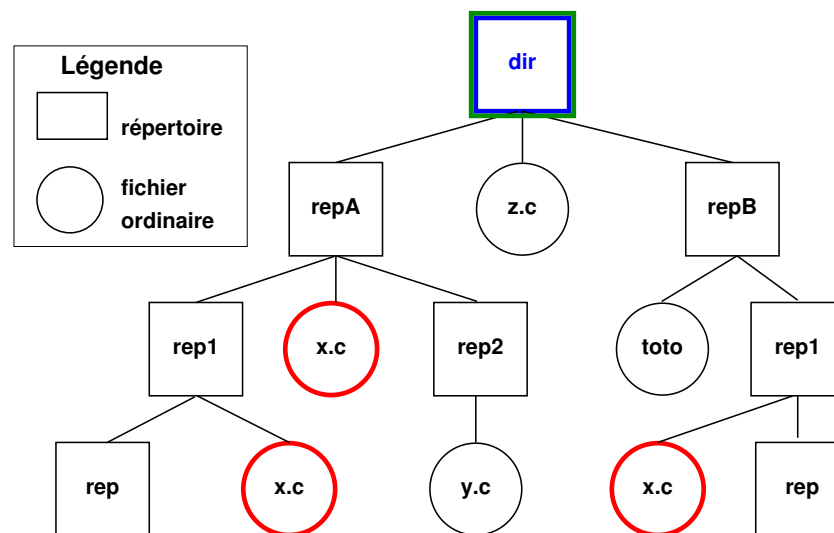 dir
Légende
répertoire
fichier
ordinaire
repA
z.c
repB
rep1
x.c
rep2
toto
rep1
rep
x.c
y.c
x.c
rep